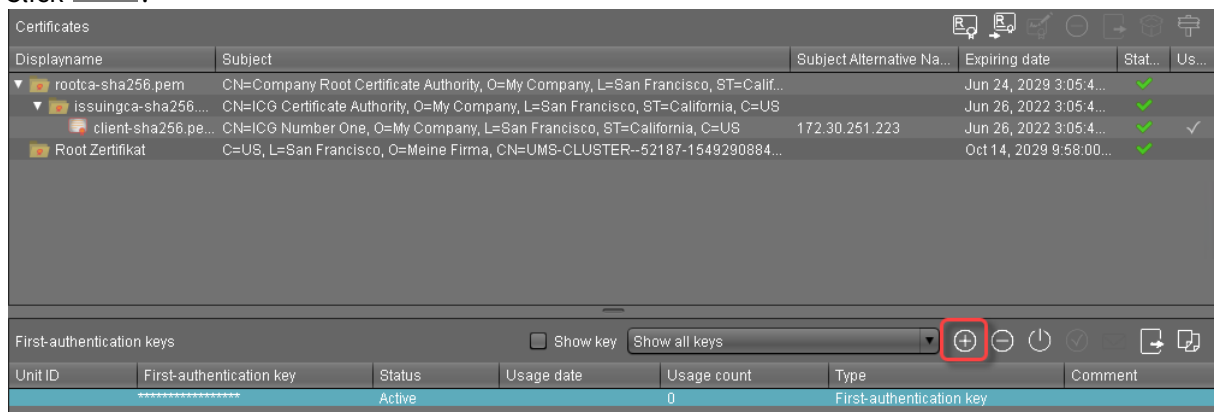 Certificates
Displayname Subject Subject Alternative Na... Expiring date Stat... Us...
rootca-sha256.pem CN=Company Root Certificate Authority, O=My Company, L=San Francisco, ST=Calif... Jun 24, 2029 3:05:4...
issuingca-sha256.... CN=ICG Certificate Authority, O=My Company, L=San Francisco, ST=California, C=US Jun 26, 2022 3:05:4...
client-sha256.pe... CN=ICG Number One, O=My Company, L=San Francisco, ST=California, C=US 172.30.251.223 Jun 26, 2022 3:05:4...
Root Zertifikat C=US, L=San Francisco, O=Meine Firma, CN=UMS-CLUSTER--52187-1549290884... Oct 14, 2029 9:58:00...
First-authentication keys Show key Show all keys
Unit ID First-authentication key Status Usage date Usage count Type Comment
***************** Active 0 First-authentication key